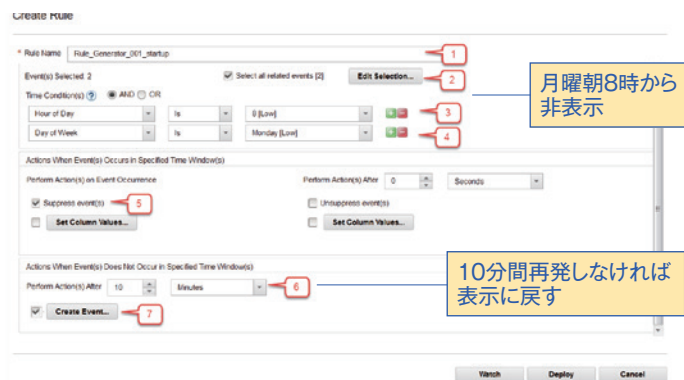 Create Rule
* Rule Name Rule_Generator_001_startup 1
Event(s) Selected 2 Select all related events [2] Edit Selection... 2
月曜朝8時から
非表示
Time Condition(s) ? AND OR
Hour of Day Is 8 [Low] 3
Day of Week Is Monday [Low] 4
Actions When Event(s) Occurs in Specified Time Window(s)
Perform Action(s) on Event Occurrence Perform Action(s) After 0 Seconds
Suppress event(s) 5 Unsuppress event(s)
Set Column Values... Set Column Values...
Actions When Event(s) Does Not Occur in Specified Time Window(s)
10分間再発しなければ
表示に戻す
Perform Action(s) After 10 Minutes 6
Create Event... 7
Watch Deploy Cancel